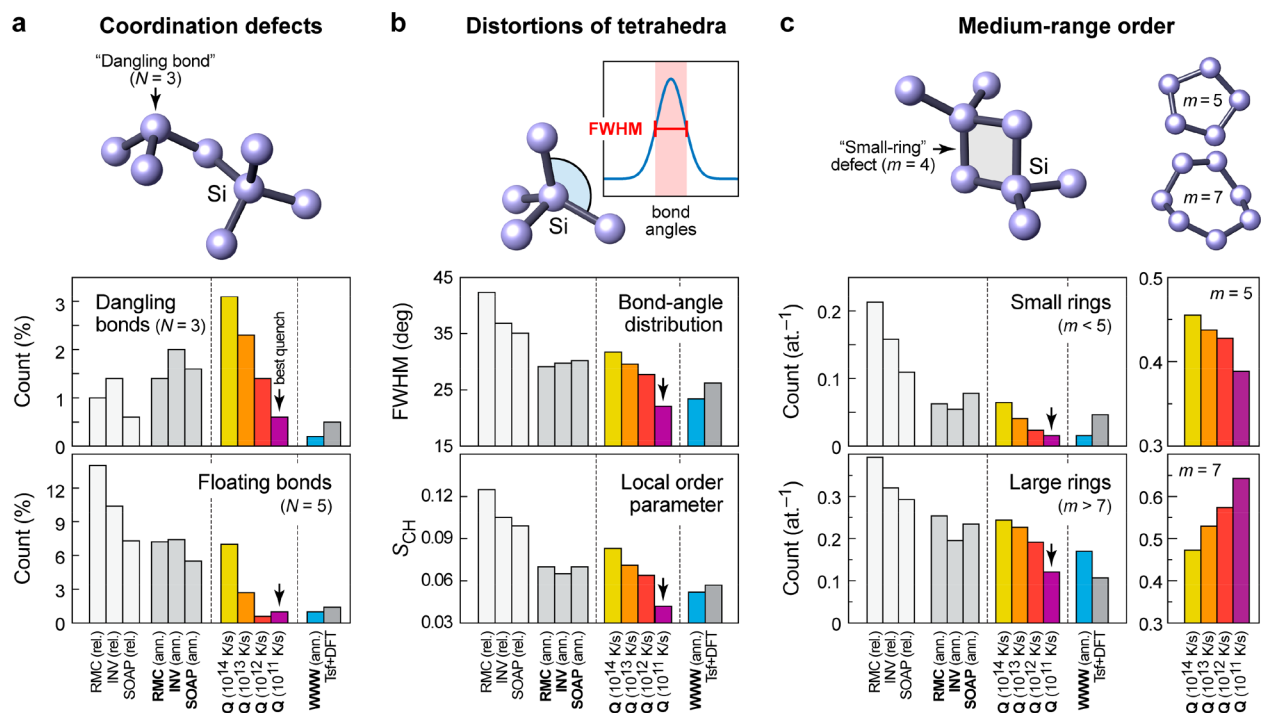 a Coordination defects
“Dangling bond”
(N = 3)
Si
b Distortions of tetrahedra
FWHM
bond
angles
Si
c Medium-range order
“Small-ring”
defect (m = 4)
Si
m = 5
m = 7
Count (%)
3
2
1
0
Dangling
bonds (N = 3)
best quench
Count (%)
12
9
6
3
0
Floating bonds
(N = 5)
RMC (rel.)
INV (rel.)
SOAP (rel.)
RMC (ann.)
INV (ann.)
SOAP (ann.)
Q (10¹⁴ K/s)
Q (10¹³ K/s)
Q (10¹² K/s)
Q (10¹¹ K/s)
WWW (ann.)
Tsf+DFT
FWHM (deg)
45
35
25
15
Bond-angle
distribution
S_CH
0.12
0.09
0.06
0.03
Local order
parameter
RMC (rel.)
INV (rel.)
SOAP (rel.)
RMC (ann.)
INV (ann.)
SOAP (ann.)
Q (10¹⁴ K/s)
Q (10¹³ K/s)
Q (10¹² K/s)
Q (10¹¹ K/s)
WWW (ann.)
Tsf+DFT
Count (at.⁻¹)
0.2
0.1
0
Small rings
(m < 5)
0.5
0.4
0.3
m = 5
Count (at.⁻¹)
0.3
0.2
0.1
0
Large rings
(m > 7)
0.6
0.5
0.4
0.3
m = 7
RMC (rel.)
INV (rel.)
SOAP (rel.)
RMC (ann.)
INV (ann.)
SOAP (ann.)
Q (10¹⁴ K/s)
Q (10¹³ K/s)
Q (10¹² K/s)
Q (10¹¹ K/s)
WWW (ann.)
Tsf+DFT
Q (10¹⁴ K/s)
Q (10¹³ K/s)
Q (10¹² K/s)
Q (10¹¹ K/s)